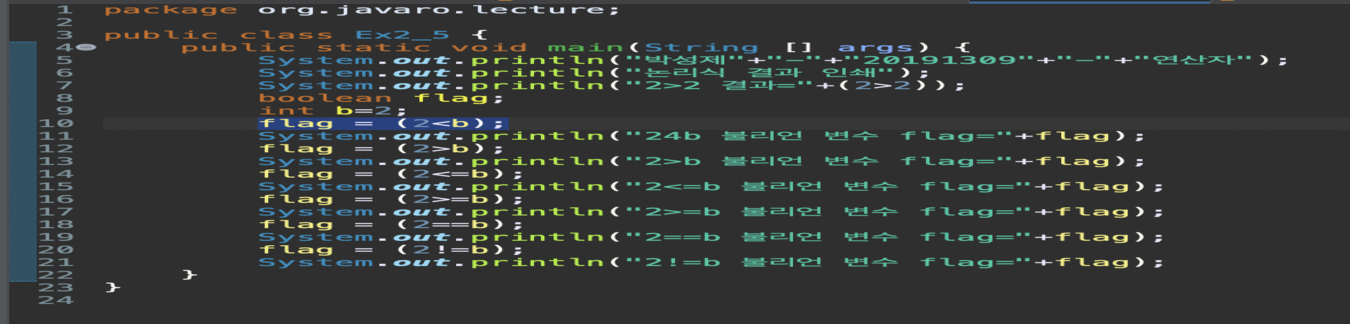 1 package org.javaro.lecture;
2
3 public class Ex2_5 {
4 public static void main(String [] args) {
5 System.out.println("박성제"+"-"+"20191309"+"-"+"연산자");
6 System.out.println("논리식 결과 인쇄");
7 System.out.println("2>2 결과="+(2>2));
8 boolean flag;
9 int b=2;
10 flag = (2<b);
11 System.out.println("24b 불리언 변수 flag="+flag);
12 flag = (2>b);
13 System.out.println("2>b 불리언 변수 flag="+flag);
14 flag = (2<=b);
15 System.out.println("2<=b 불리언 변수 flag="+flag);
16 flag = (2>=b);
17 System.out.println("2>=b 불리언 변수 flag="+flag);
18 flag = (2==b);
19 System.out.println("2==b 불리언 변수 flag="+flag);
20 flag = (2!=b);
21 System.out.println("2!=b 불리언 변수 flag="+flag);
22 }
23 }
24